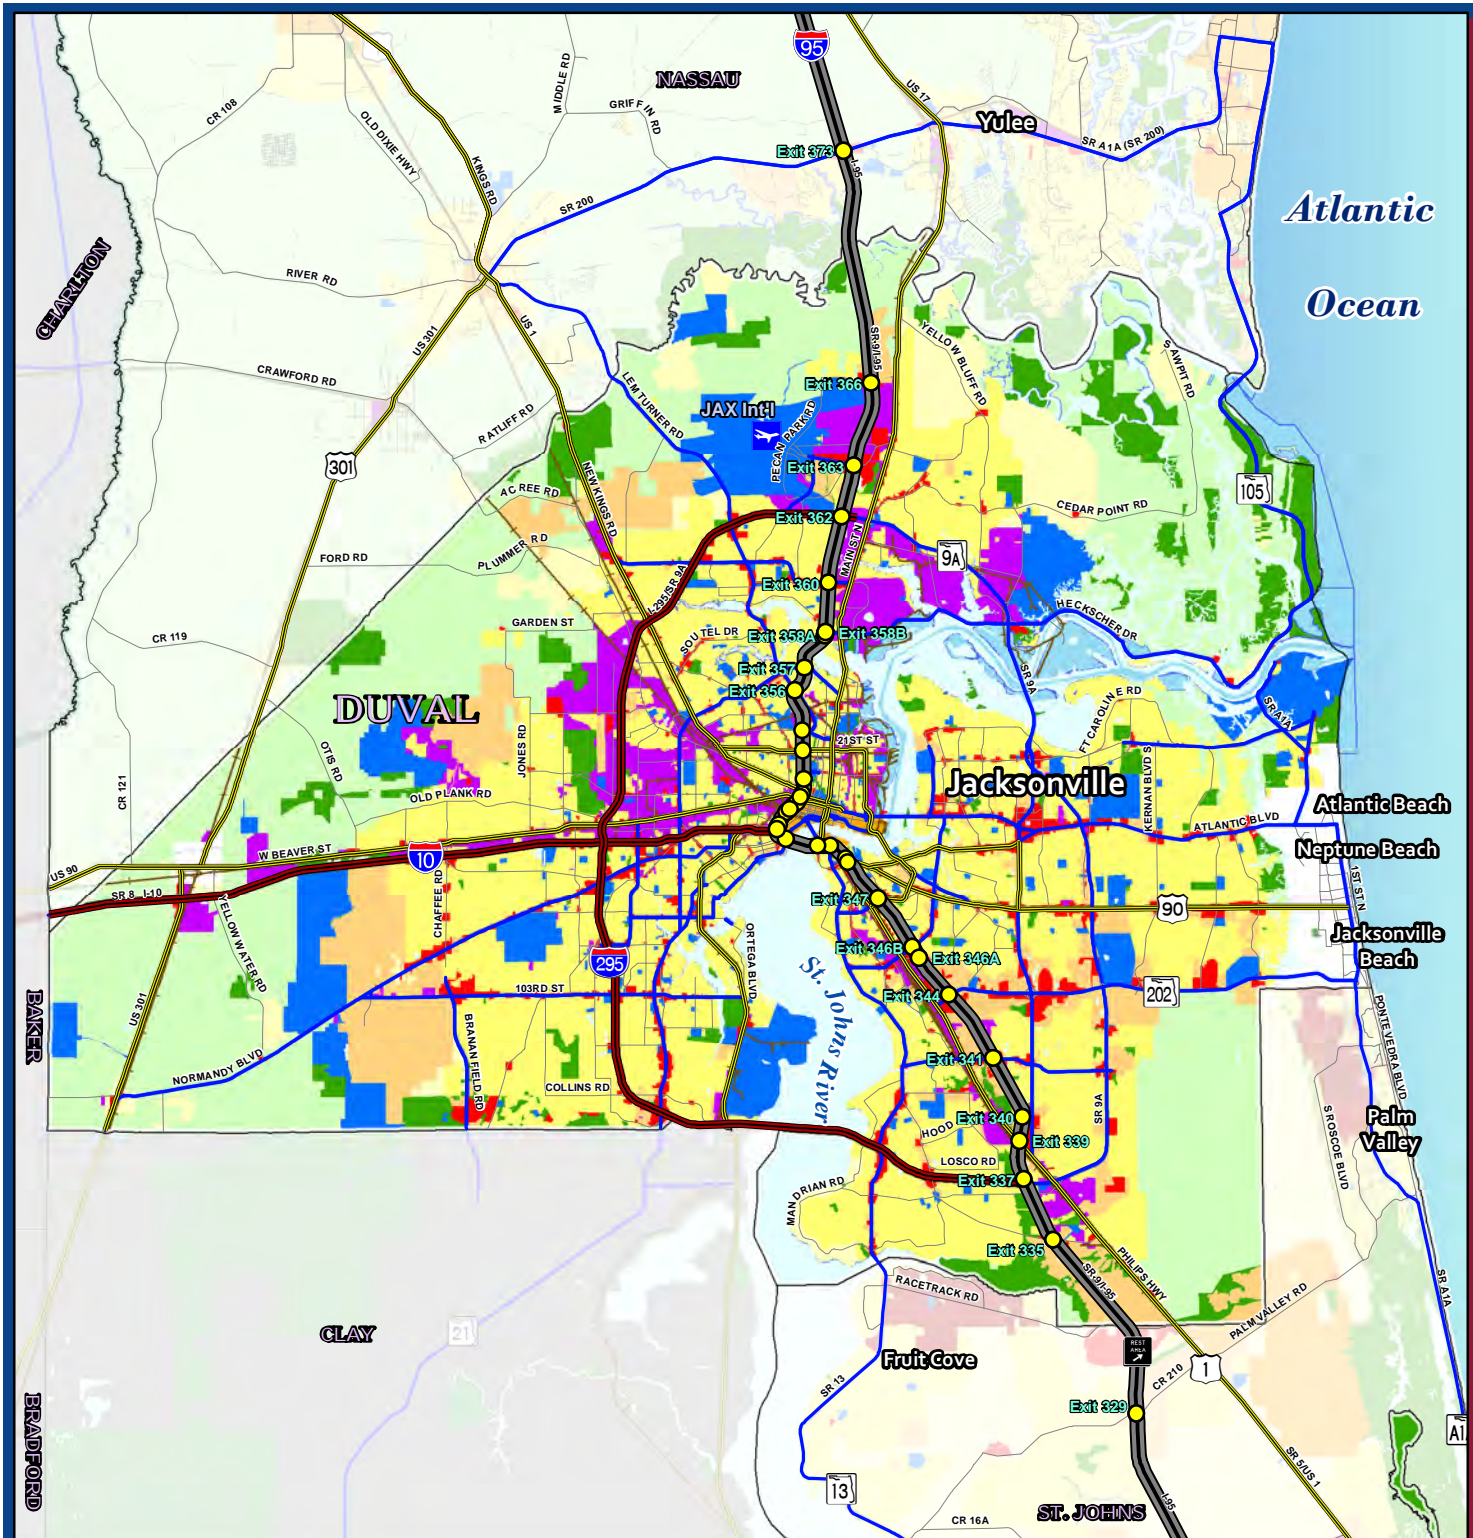 95
NASSAU
MIDDLE RD
GRIFFIN RD
CR 108
OLD DIXIE HWY
US 17
Yulee
SR A1A (SR 200)
Exit 373
I-95
KINGS RD
SR 200
Atlantic
Ocean
CHARLTON
RIVER RD
US 301
US 1
CRAWFORD RD
RATLIFF RD
LEM TURNER RD
SR-9/I-95
YELLOW BLUFF RD
SAWPIT RD
Exit 366
JAX Int'l
PECAN PARK RD
301
Exit 363
NEW KINGS RD
ACREE RD
105
CEDAR POINT RD
Exit 362
MAIN ST N
FORD RD
PLUMMER RD
9A
I-295/SR 9A
Exit 360
HECKSCHER DR
GARDEN ST
CR 119
SOUTEL DR
Exit 358A
Exit 358B
Exit 357
Exit 356
SR 9A
FT CAROLINE RD
SR A1A
DUVAL
21ST ST
OTIS RD
JONES RD
CR 121
OLD PLANK RD
Jacksonville
KERNAN BLVD S
Atlantic Beach
ATLANTIC BLVD
W BEAVER ST
10
Neptune Beach
US 90
SR 8 I-10
1ST ST N
YELLOW WATER RD
CHAFFEE RD
Exit 347
90
ORTEGA BLVD
Exit 346B
Exit 346A
Jacksonville
Beach
295
St. Johns River
103RD ST
Exit 344
202
US 301
BAKER
BRANAN FIELD RD
PONTE VEDRA BLVD
NORMANDY BLVD
Exit 341
COLLINS RD
SR 9A
HOOD
Exit 340
Exit 339
Palm
Valley
S ROSCOE BLVD
LOSCO RD
Exit 337
MANDRIAN RD
Exit 335
PHILIPS HWY
SR-9/I-95
SR A1A
RACETRACK RD
PALM VALLEY RD
CLAY
21
REST
AREA
Fruit Cove
1
CR 210
SR 13
Exit 329
BRADFORD
A1
SR 5/US 1
13
I-95
ST. JOHNS
CR 16A